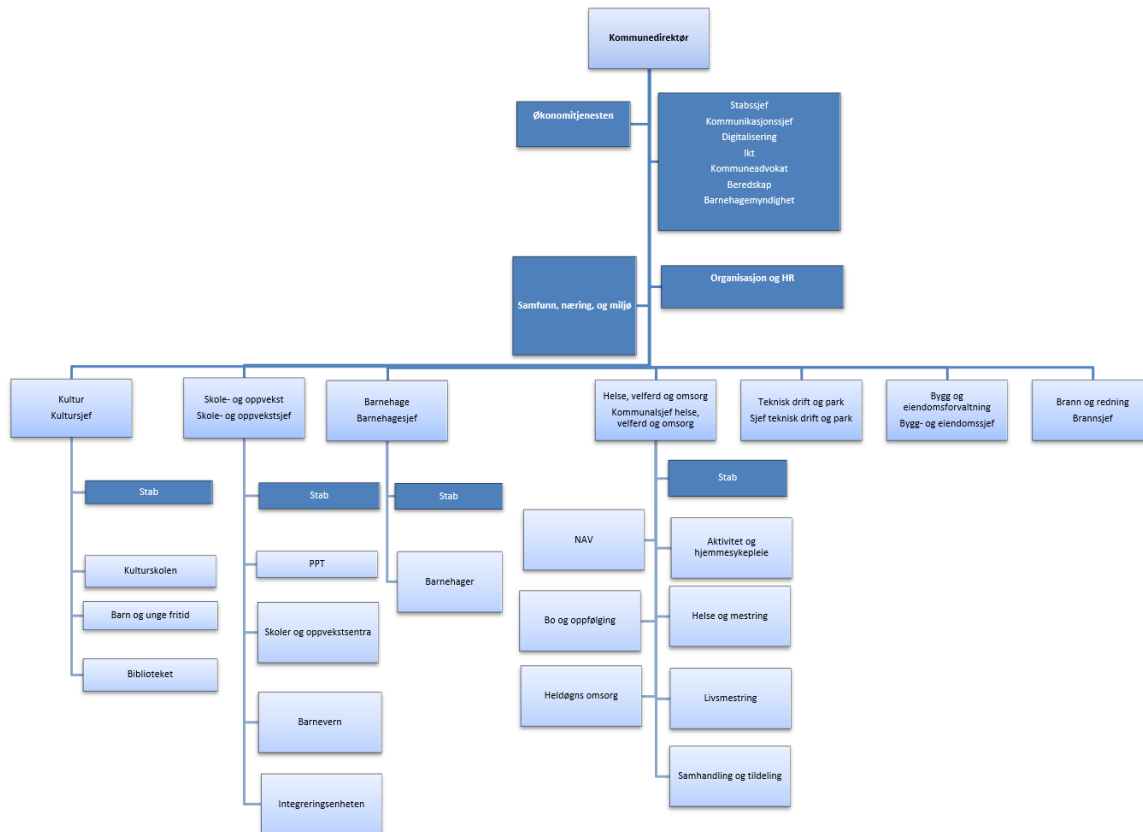 Kommunedirektør
Økonomitjenesten
Stabssjef
Kommunikasjonssjef
Digitalisering
Ikt
Kommuneadvokat
Beredskap
Barnehagemyndighet
Samfunn, næring, og miljø
Organisasjon og HR
Kultur
Kultursjef
Skole- og oppvekst
Skole- og oppvekstsjef
Barnehage
Barnehagesjef
Helse, velferd og omsorg
Kommunalsjef helse,
velferd og omsorg
Teknisk drift og park
Sjef teknisk drift og park
Bygg og
eiendomsforvaltning
Bygg- og eiendomssjef
Brann og redning
Brannsjef
Stab
Kulturskolen
Barn og unge fritid
Biblioteket
Stab
PPT
Skoler og oppvekstsentra
Barnevern
Integreringsenheten
Stab
Barnehager
Stab
NAV
Aktivitet og
hjemmesykepleie
Bo og oppfølging
Helse og mestring
Heldøgns omsorg
Livsmestring
Samhandling og tildeling